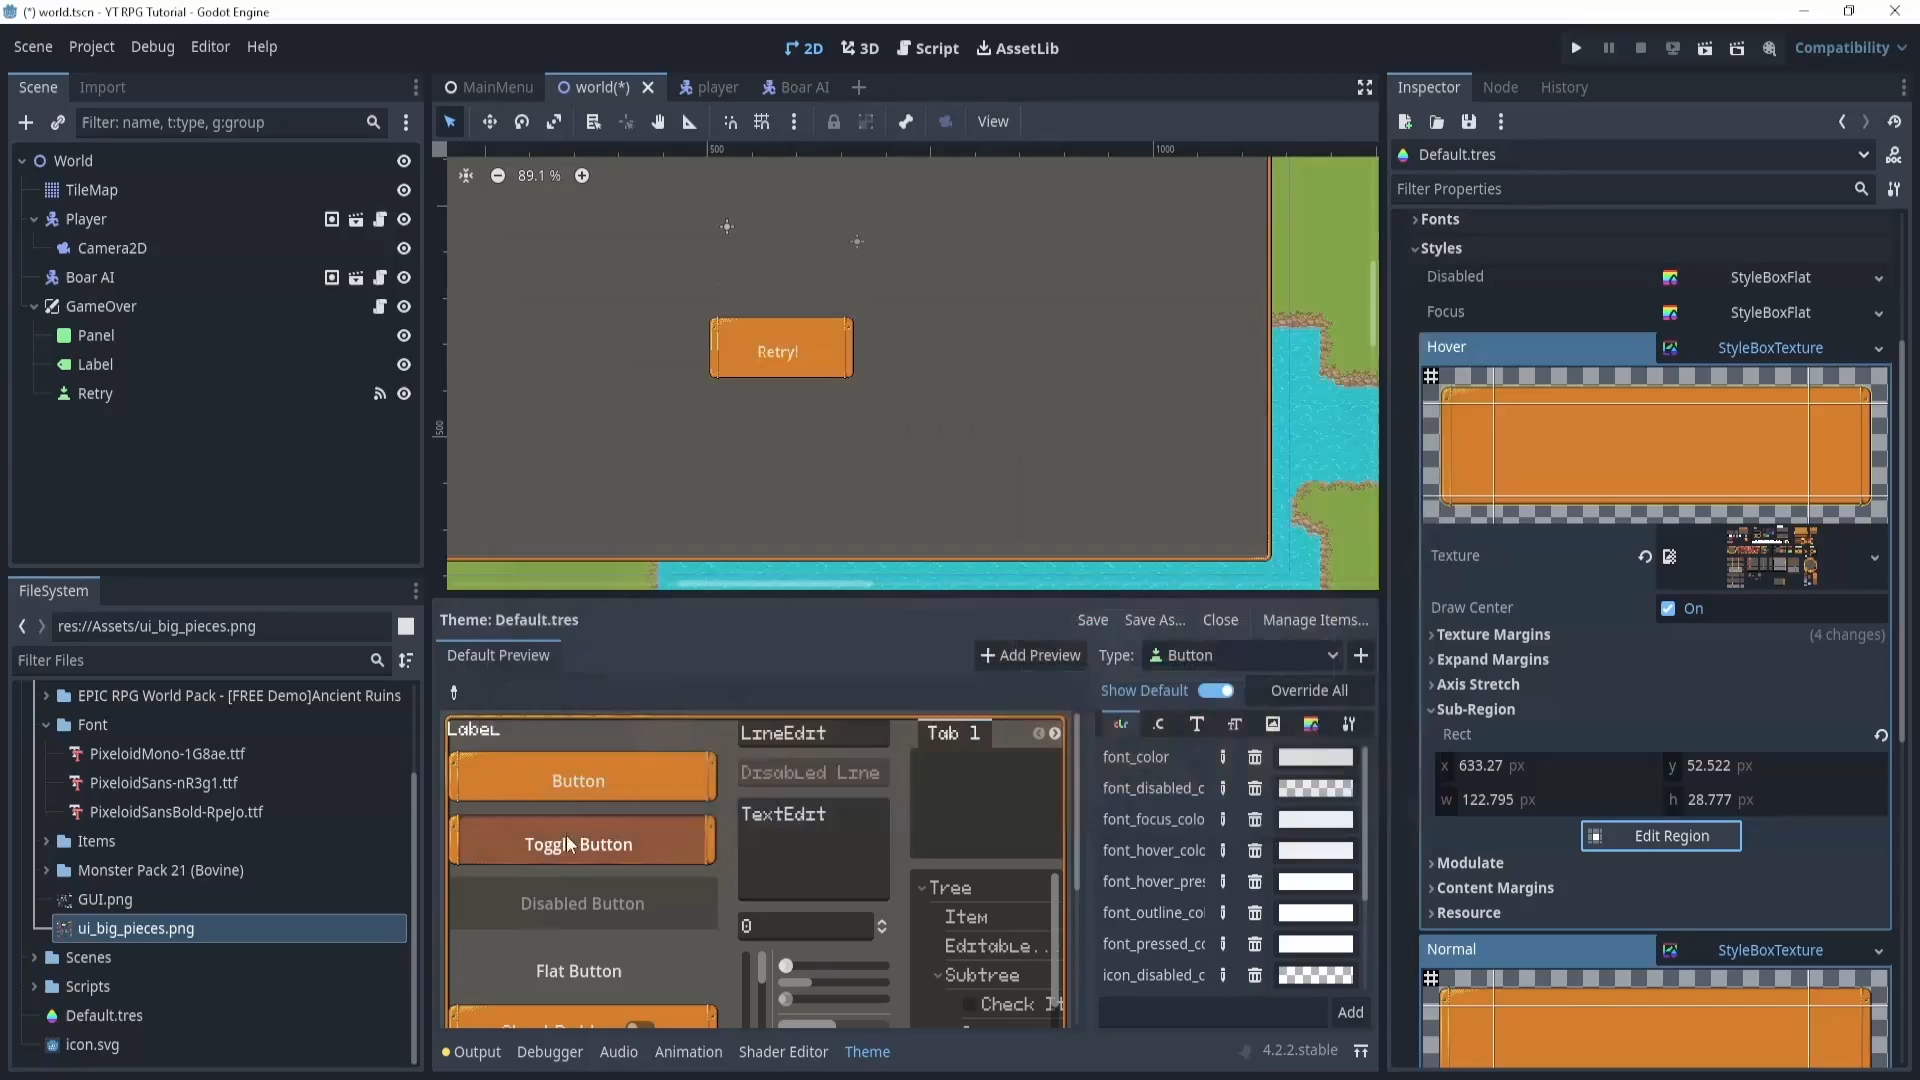 (*) world.tscn - YT RPG Tutorial - Godot Engine
Scene Project Debug Editor Help
2D 3D Script AssetLib
Compatibility
Scene Import
MainMenu world(*) player Boar AI
Inspector Node History
Filter: name, t:type, g:group
View
World
TileMap
Player
Camera2D
Boar AI
GameOver
Panel
Label
Retry
500 1000
89.1 %
500
Retry!
Default.tres
Filter Properties
Fonts
Styles
Disabled StyleBoxFlat
Focus StyleBoxFlat
Hover StyleBoxTexture
Texture
Draw Center On
Texture Margins (4 changes)
Expand Margins
Axis Stretch
Sub-Region
Rect
x 633.27 px y 52.522 px
w 122.795 px h 28.777 px
Edit Region
Modulate
Content Margins
Resource
Normal StyleBoxTexture
FileSystem
res://Assets/ui_big_pieces.png
Filter Files
EPIC RPG World Pack - [FREE Demo]Ancient Ruins
Font
PixeloidMono-1G8ae.ttf
PixeloidSans-nR3g1.ttf
PixeloidSansBold-RpeJo.ttf
Items
Monster Pack 21 (Bovine)
GUI.png
ui_big_pieces.png
Scenes
Scripts
Default.tres
icon.svg
Theme: Default.tres
Save Save As... Close Manage Items...
Default Preview
Add Preview Type: Button
Show Default Override All
Label
Button
Toggle Button
Disabled Button
Flat Button
LineEdit
Disabled Line
TextEdit
0
Tab 1
Tree
Item
Editable..
Subtree
Check It
font_color
font_disabled_c
font_focus_colo
font_hover_colc
font_hover_pres
font_outline_col
font_pressed_cc
icon_disabled_c
Add
Output Debugger Audio Animation Shader Editor Theme
4.2.2.stable